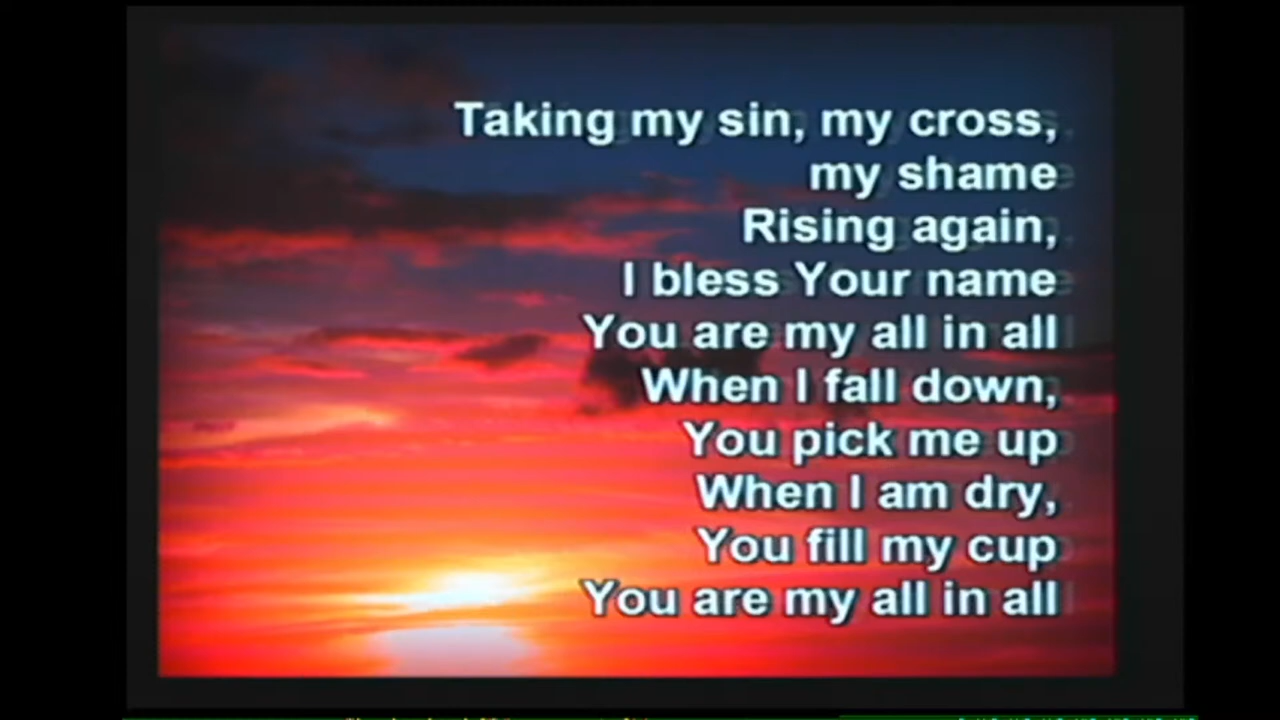 Taking my sin, my cross,
my shame
Rising again,
I bless Your name
You are my all in all
When I fall down,
You pick me up
When I am dry,
You fill my cup
You are my all in all